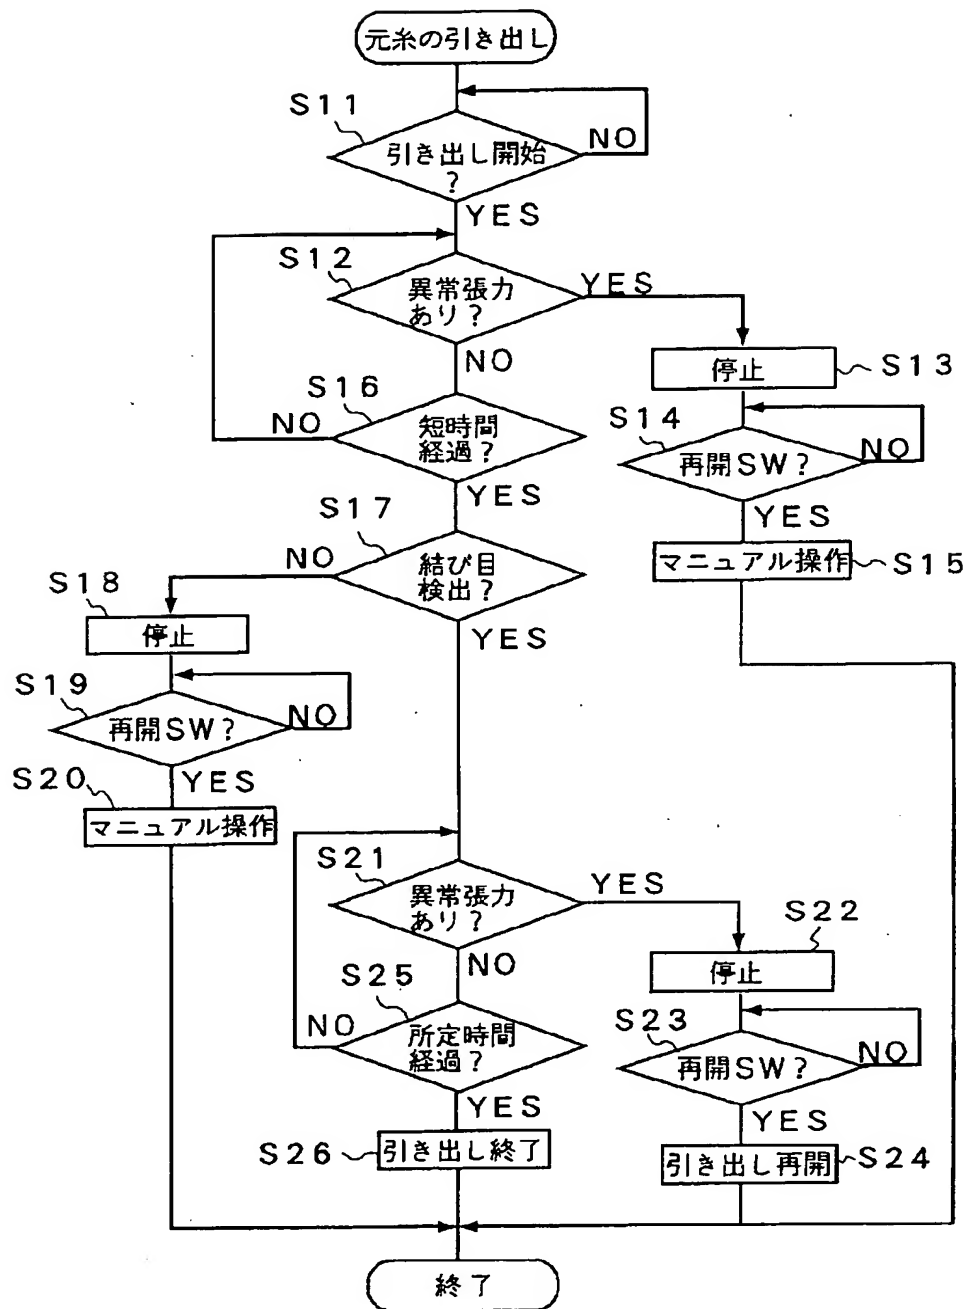 元糸の引き出し
S11
引き出し開始
?
NO
YES
S12
異常張力
あり?
YES
NO
停止
S13
S16
短時間
経過?
NO
YES
S14
再開SW?
NO
YES
マニュアル操作
S15
S17
結び目
検出?
NO
YES
S18
停止
S19
再開SW?
NO
YES
S20
マニュアル操作
S21
異常張力
あり?
YES
NO
S22
停止
S25
所定時間
経過?
NO
YES
S23
再開SW?
NO
YES
S26
引き出し終了
引き出し再開
S24
終了